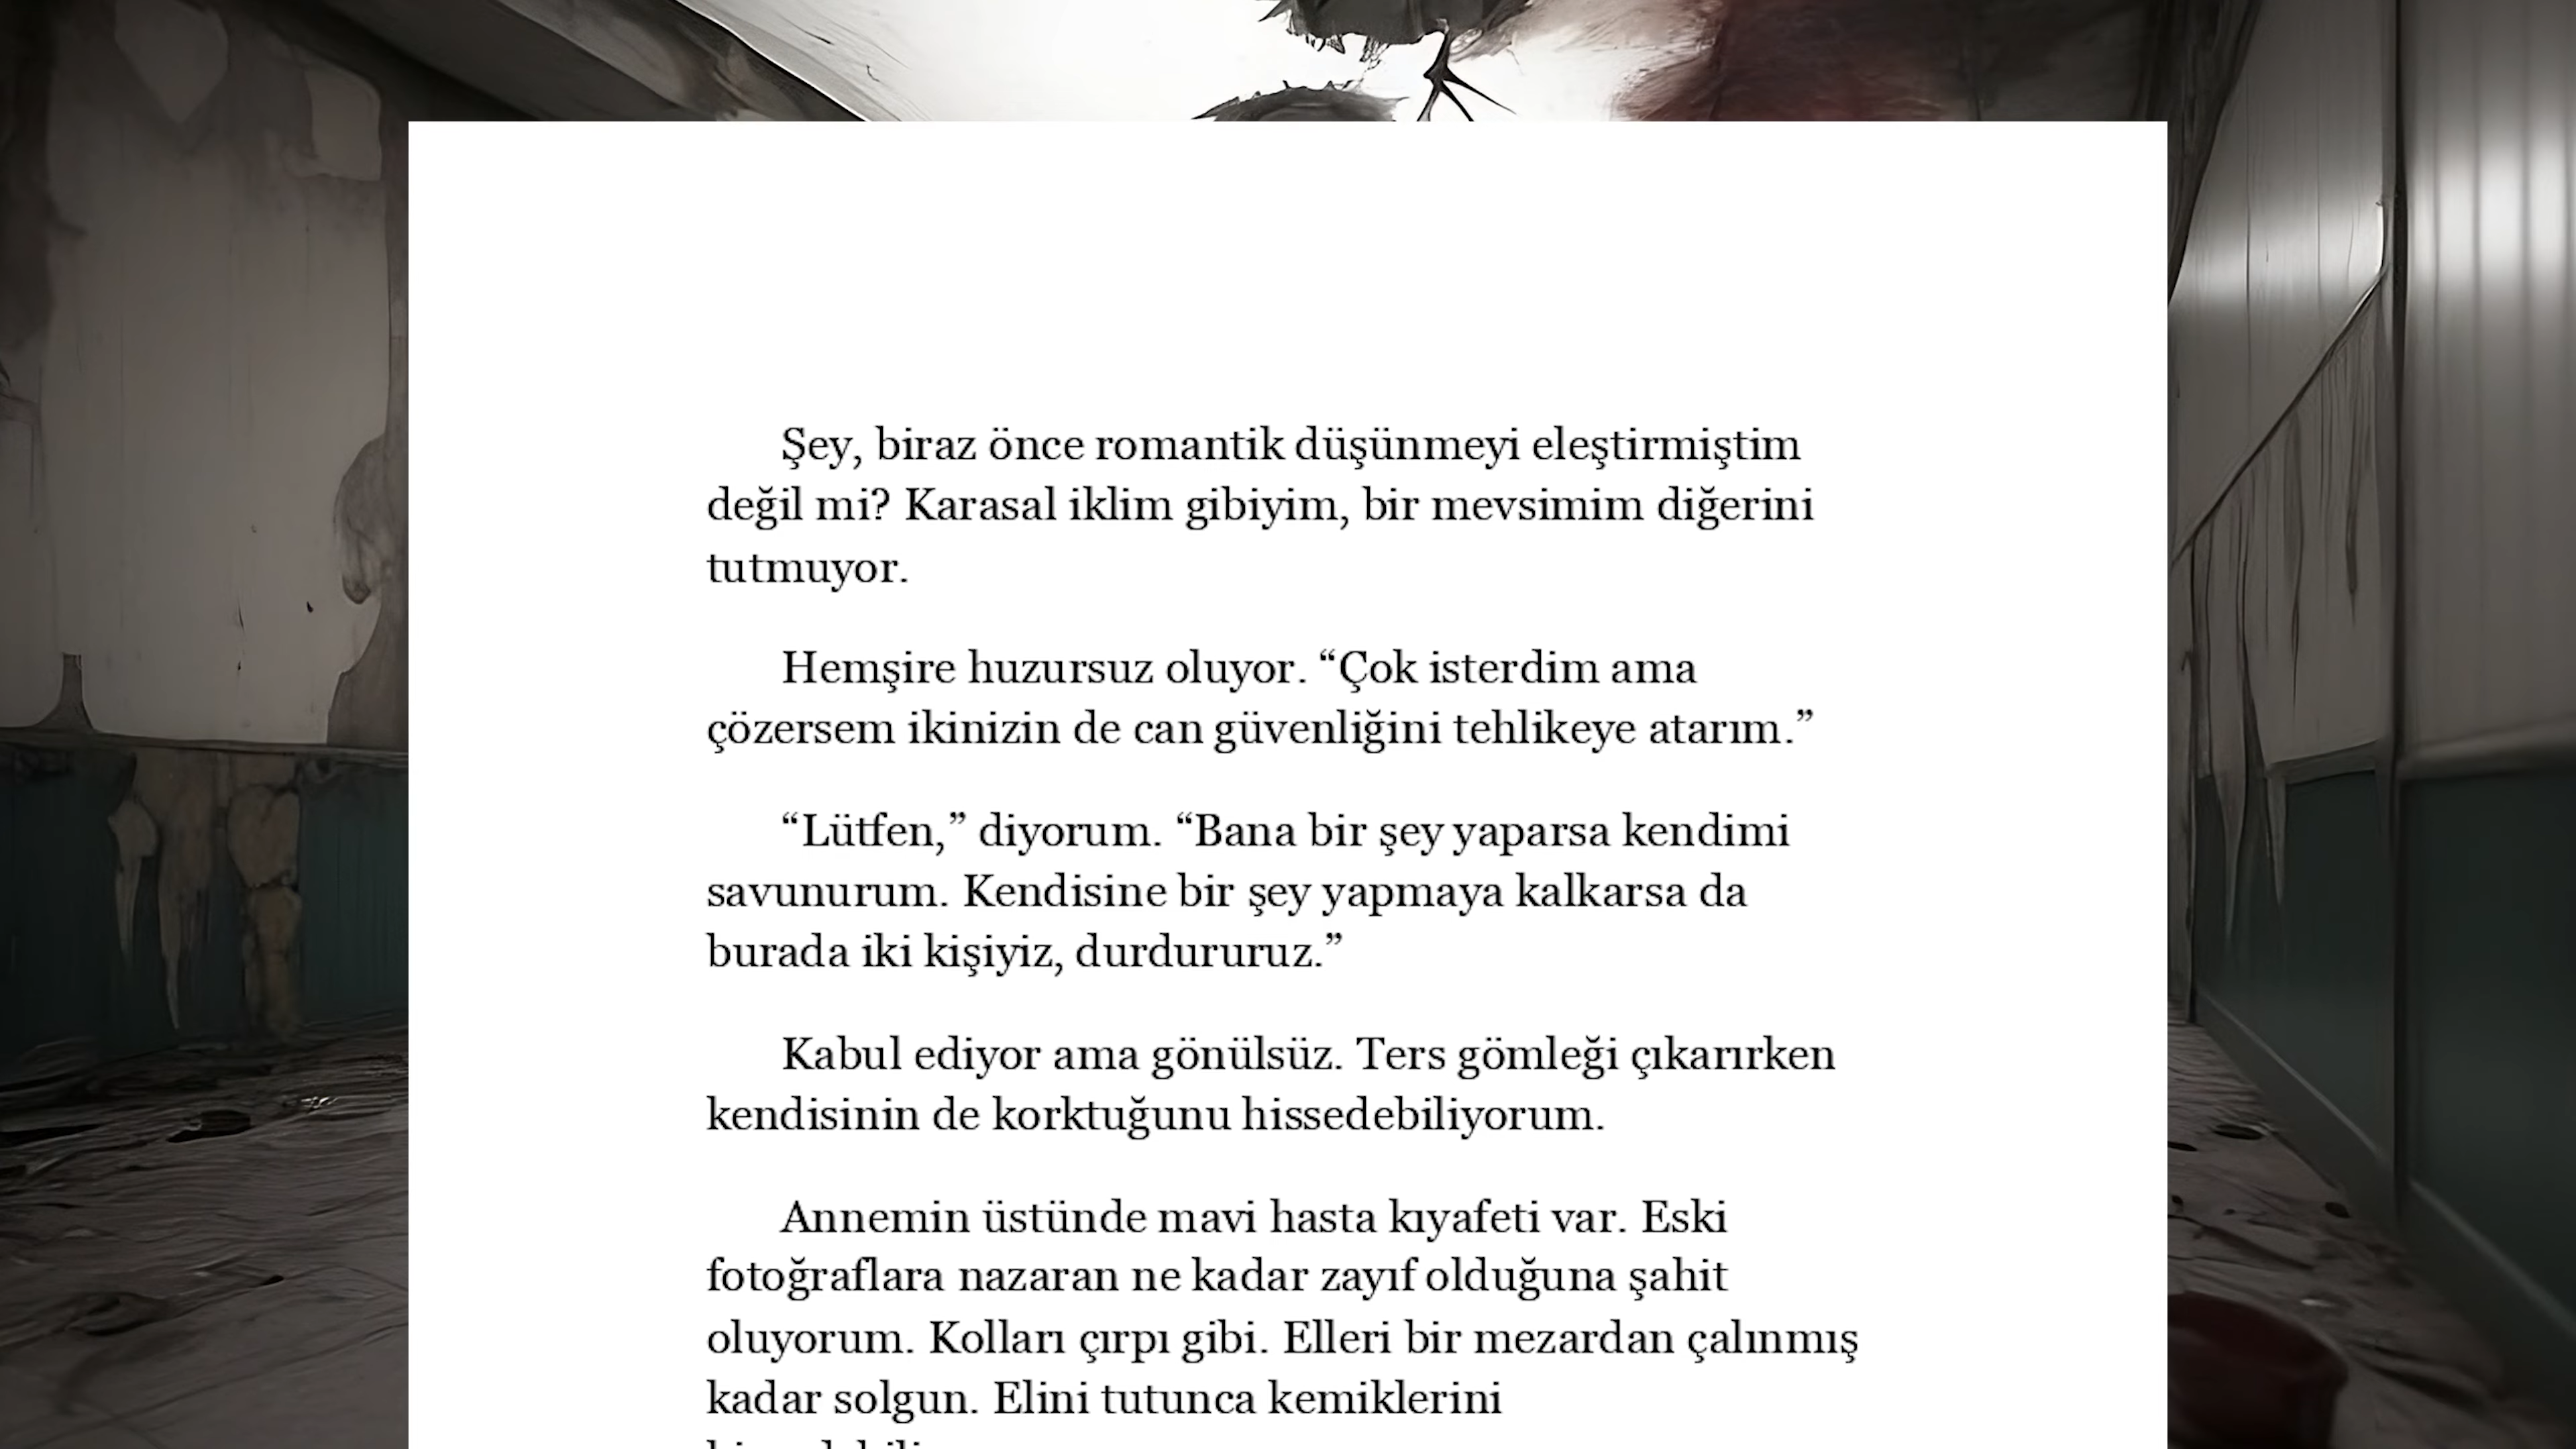 Şey, biraz önce romantik düşünmeyi eleştirmiştim
değil mi? Karasal iklim gibiyim, bir mevsimim diğerini
tutmuyor.
Hemşire huzursuz oluyor. “Çok isterdim ama
çözersem ikinizin de can güvenliğini tehlikeye atarım.”
“Lütfen,” diyorum. “Bana bir şey yaparsa kendimi
savunurum. Kendisine bir şey yapmaya kalkarsa da
burada iki kişiyiz, durdururuz.”
Kabul ediyor ama gönülsüz. Ters gömleği çıkarırken
kendisinin de korktuğunu hissedebiliyorum.
Annemin üstünde mavi hasta kıyafeti var. Eski
fotoğraflara nazaran ne kadar zayıf olduğuna şahit
oluyorum. Kolları çırpı gibi. Elleri bir mezardan çalınmış
kadar solgun. Elini tutunca kemiklerini